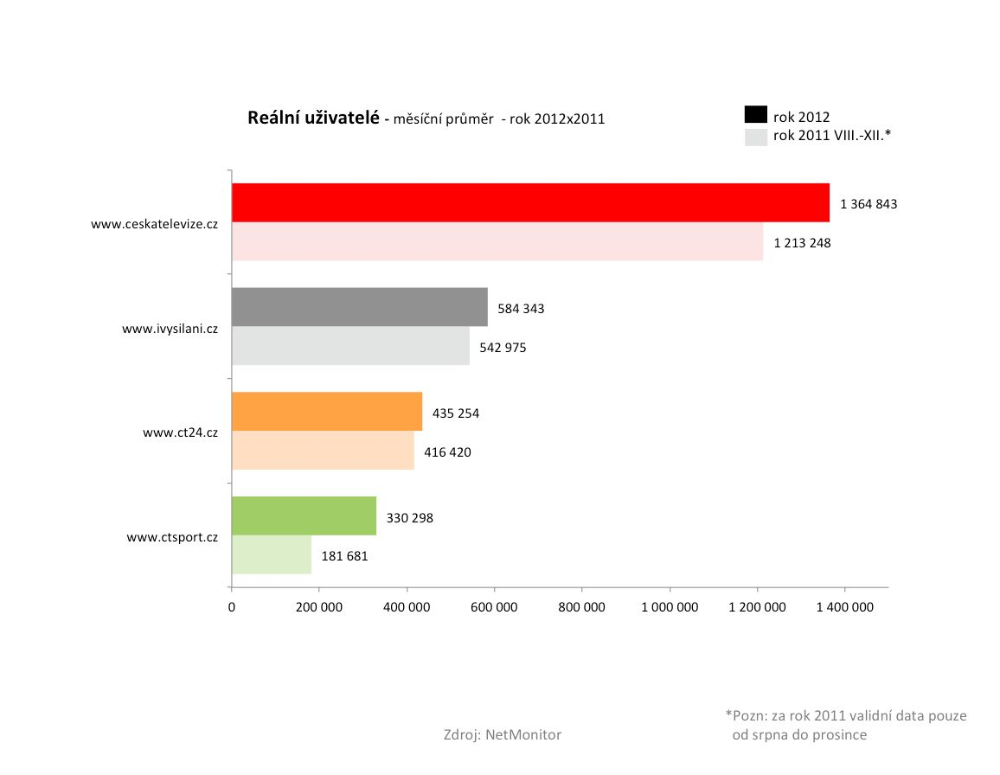 Reální uživatelé - měsíční průměr - rok 2012x2011
rok 2012
rok 2011 VIII.-XII.*
www.ceskatelevize.cz
1 364 843
1 213 248
www.ivysilani.cz
584 343
542 975
www.ct24.cz
435 254
416 420
www.ctsport.cz
330 298
181 681
0 200 000 400 000 600 000 800 000 1 000 000 1 200 000 1 400 000
*Pozn: za rok 2011 validní data pouze
od srpna do prosince
Zdroj: NetMonitor